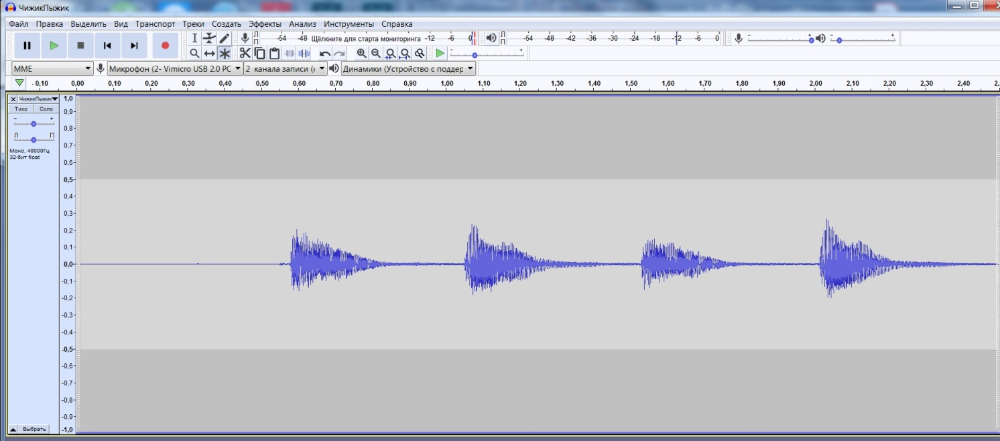 ЧижикПыжик
Файл Правка Выделить Вид Транспорт Треки Создать Эффекты Анализ Инструменты Справка
Л -54 -48 Щёлкните для старта мониторинга -12 -6 0 Л -54 -48 -42 -36 -30 -24 -18 -12 -6 0 - + - +
П П
- +
MME Микрофон (2- Vimicro USB 2.0 PC 2 канала записи (с Динамики (Устройство с поддер
- 0,10 0,00 0,10 0,20 0,30 0,40 0,50 0,60 0,70 0,80 0,90 1,00 1,10 1,20 1,30 1,40 1,50 1,60 1,70 1,80 1,90 2,00 2,10 2,20 2,30 2,40 2,
X ЧижикПыжик 1,0
Тихо Соло 0,9
- + 0,8
Л П 0,7
Моно, 48000Гц
32-бит float 0,6
0,5
0,4
0,3
0,2
0,1
0,0
-0,1
-0,2
-0,3
-0,4
-0,5
-0,6
-0,7
-0,8
-0,9
Выбрать -1,0